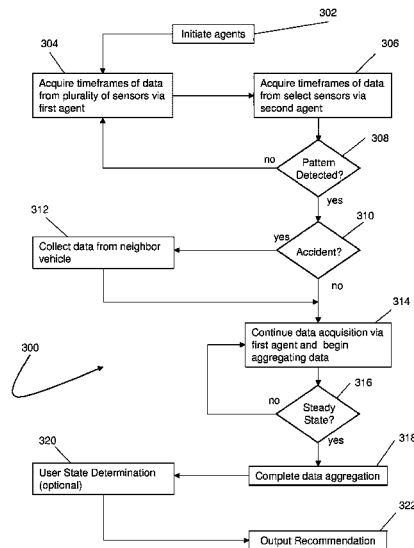 302
Initiate agents
304
306
Acquire timeframes of data
from plurality of sensors via
first agent
Acquire timeframes of data
from select sensors via
second agent
308
no
Pattern
Detected?
yes
312
310
Collect data from neighbor
vehicle
yes
Accident?
no
314
Continue data acquisition via
first agent and begin
aggregating data
300
316
no
Steady
State?
yes
320
318
User State Determination
(optional)
Complete data aggregation
322
Output Recommendation